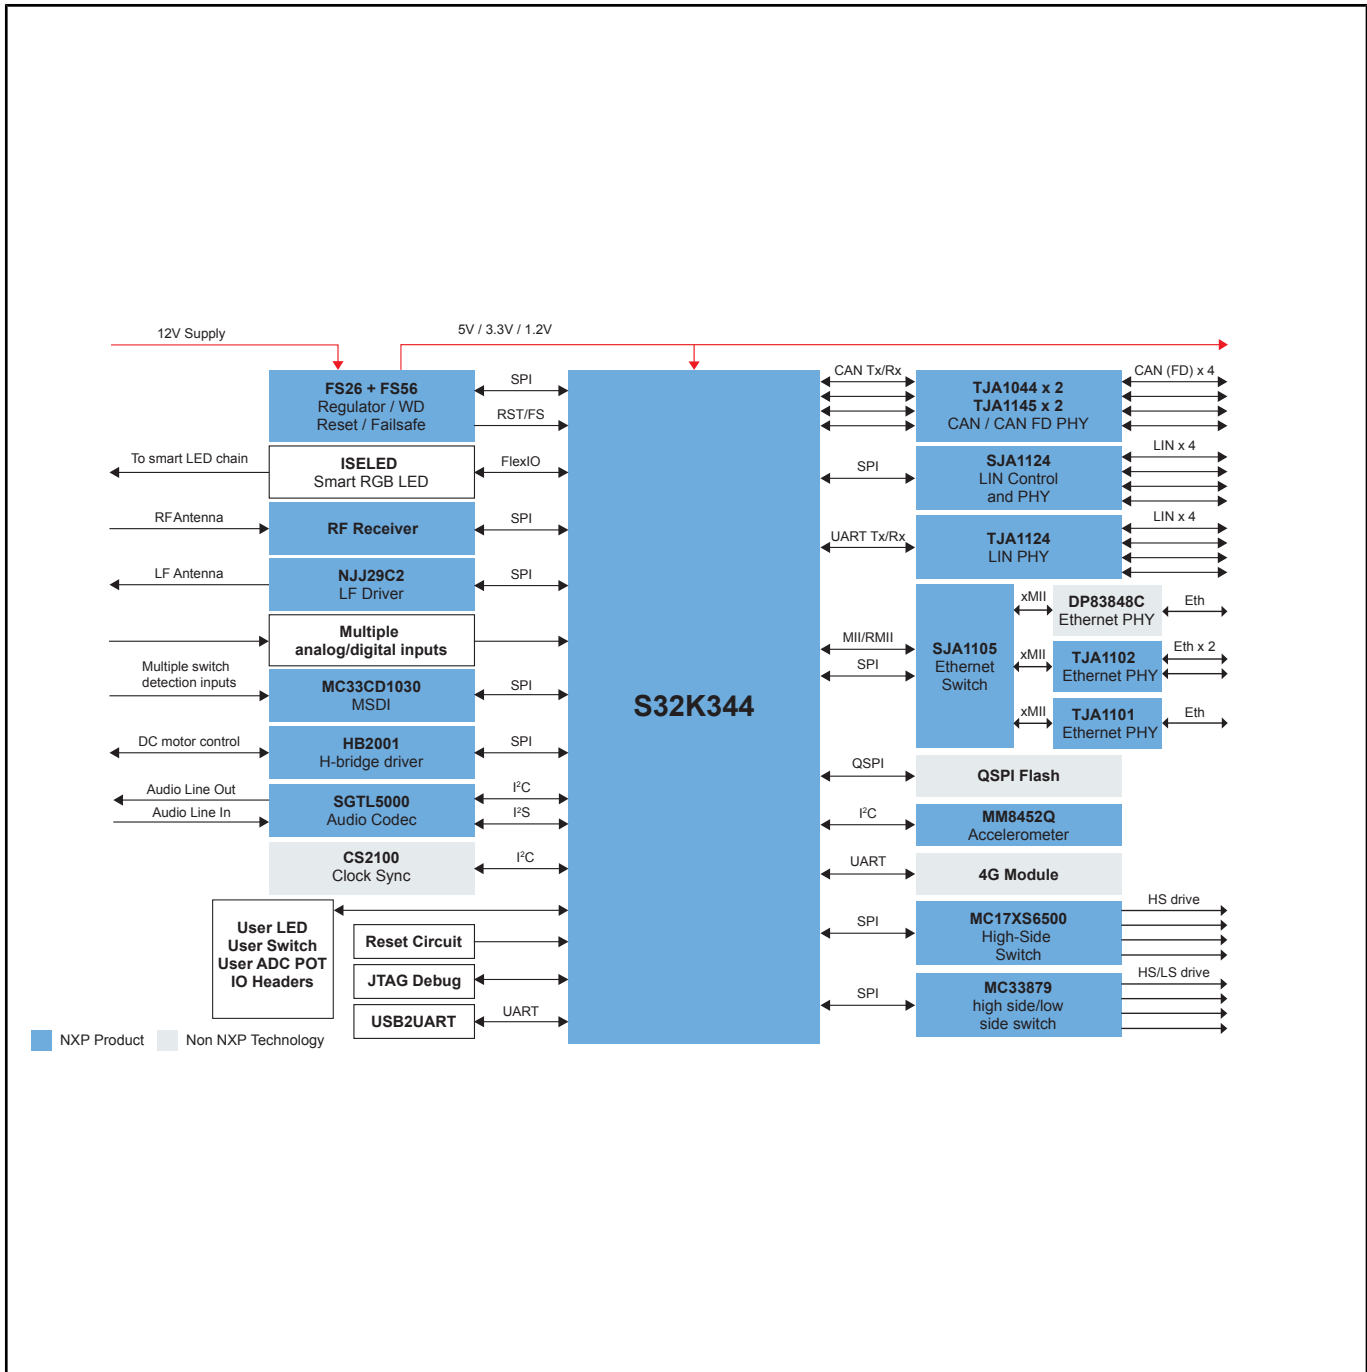 12V Supply
5V / 3.3V / 1.2V
FS26 + FS56
Regulator / WD
Reset / Failsafe
SPI
RST/FS
To smart LED chain
ISELED
Smart RGB LED
FlexIO
RF Antenna
RF Receiver
SPI
LF Antenna
NJJ29C2
LF Driver
SPI
Multiple
analog/digital inputs
Multiple switch
detection inputs
MC33CD1030
MSDI
SPI
DC motor control
HB2001
H-bridge driver
SPI
Audio Line Out
Audio Line In
SGTL5000
Audio Codec
I²C
I²S
CS2100
Clock Sync
I²C
User LED
User Switch
User ADC POT
IO Headers
Reset Circuit
JTAG Debug
USB2UART
UART
S32K344
CAN Tx/Rx
TJA1044 x 2
TJA1145 x 2
CAN / CAN FD PHY
CAN (FD) x 4
SPI
SJA1124
LIN Control
and PHY
LIN x 4
UART Tx/Rx
TJA1124
LIN PHY
LIN x 4
MII/RMII
SPI
SJA1105
Ethernet
Switch
xMII
DP83848C
Ethernet PHY
Eth
xMII
TJA1102
Ethernet PHY
Eth x 2
xMII
TJA1101
Ethernet PHY
Eth
QSPI
QSPI Flash
I²C
MM8452Q
Accelerometer
UART
4G Module
SPI
MC17XS6500
High-Side
Switch
HS drive
SPI
MC33879
high side/low
side switch
HS/LS drive
NXP Product
Non NXP Technology